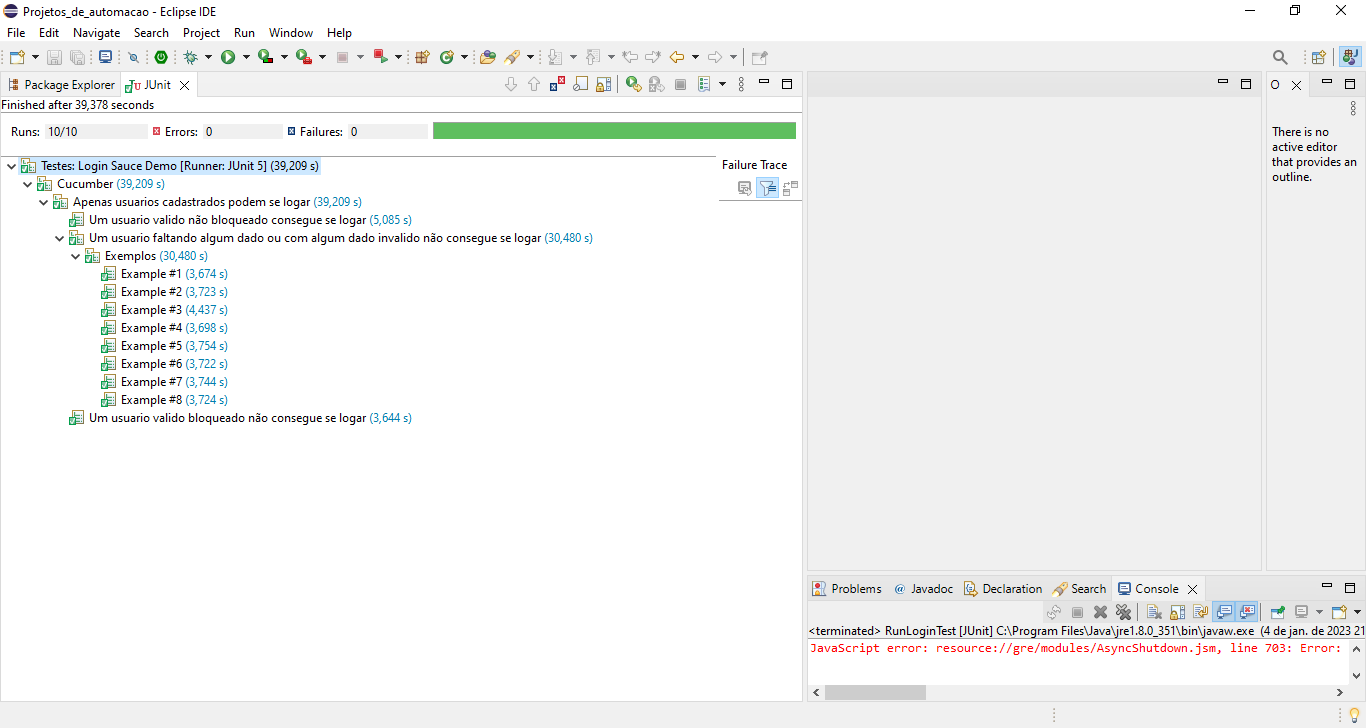 Projetos_de_automacao - Eclipse IDE
File Edit Navigate Search Project Run Window Help
Package Explorer
JUnit
Finished after 39,378 seconds
Runs: 10/10 Errors: 0 Failures: 0
Testes: Login Sauce Demo [Runner: JUnit 5] (39,209 s)
Cucumber (39,209 s)
Apenas usuarios cadastrados podem se logar (39,209 s)
Um usuario valido não bloqueado consegue se logar (5,085 s)
Um usuario faltando algum dado ou com algum dado invalido não consegue se logar (30,480 s)
Exemplos (30,480 s)
Example #1 (3,674 s)
Example #2 (3,723 s)
Example #3 (4,437 s)
Example #4 (3,698 s)
Example #5 (3,754 s)
Example #6 (3,722 s)
Example #7 (3,744 s)
Example #8 (3,724 s)
Um usuario valido bloqueado não consegue se logar (3,644 s)
Failure Trace
O
There is no
active editor
that provides an
outline.
Problems @ Javadoc Declaration Search Console
<terminated> RunLoginTest [JUnit] C:\Program Files\Java\jre1.8.0_351\bin\javaw.exe (4 de jan. de 2023 21
JavaScript error: resource://gre/modules/AsyncShutdown.jsm, line 703: Error: